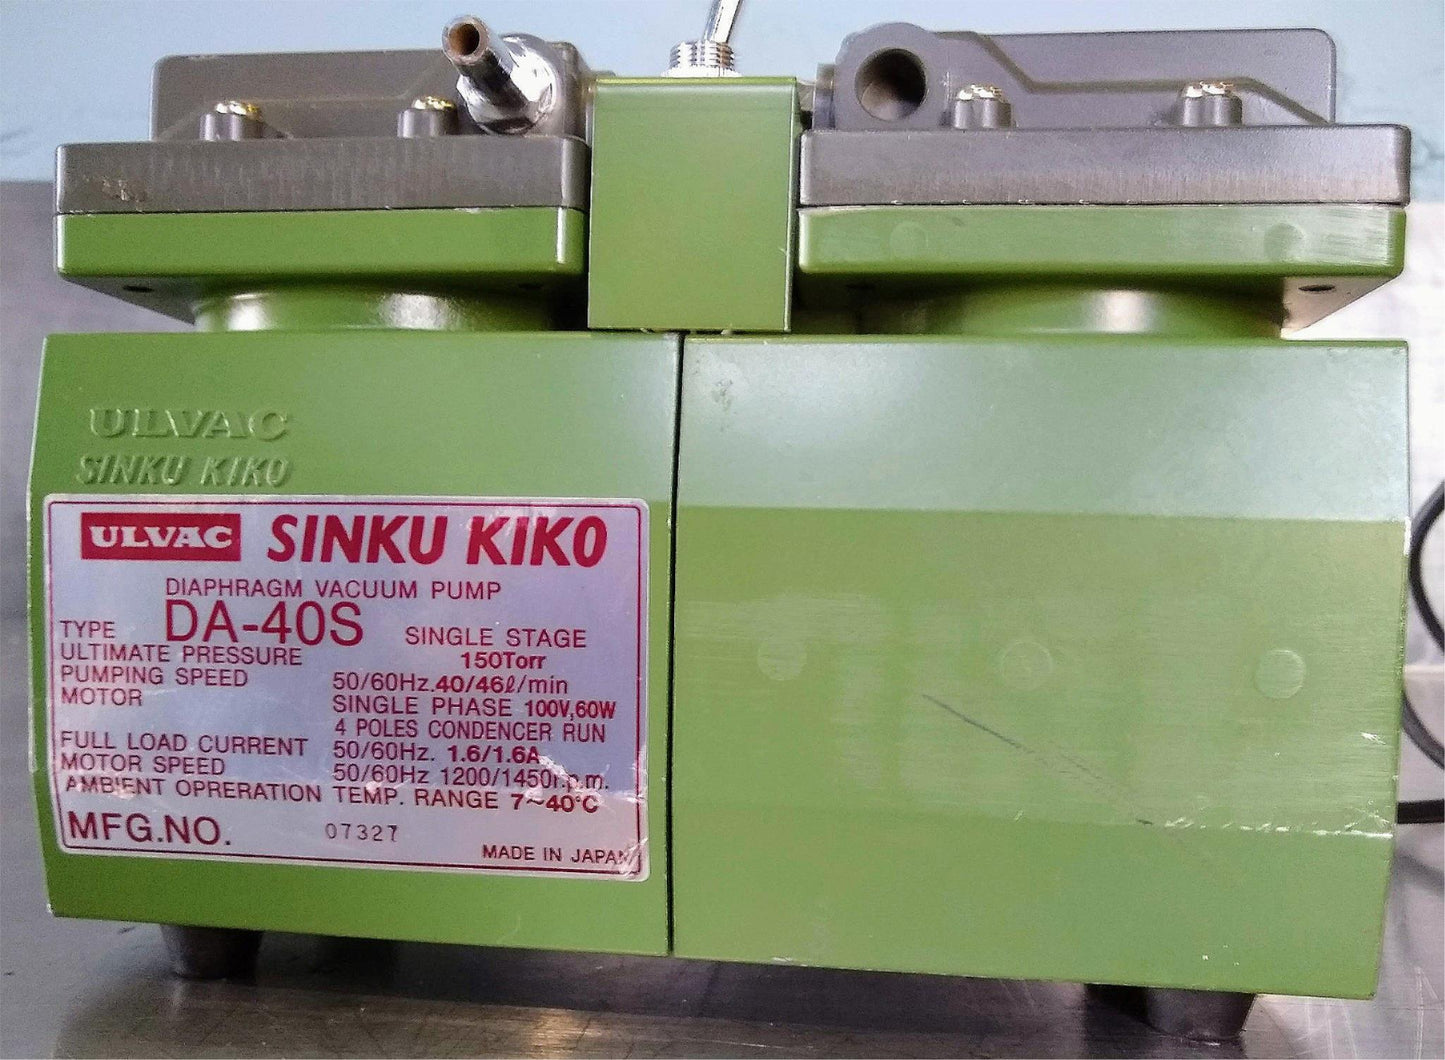 ULVAC
SINKU KIKO
ULVAC SINKU KIKO
DIAPHRAGM VACUUM PUMP
TYPE DA-40S SINGLE STAGE
ULTIMATE PRESSURE 150Torr
PUMPING SPEED 50/60Hz.40/46ℓ/min
MOTOR SINGLE PHASE 100V,60W
4 POLES CONDENCER RUN
FULL LOAD CURRENT 50/60Hz. 1.6/1.6A
MOTOR SPEED 50/60Hz 1200/1450r.p.m.
AMBIENT OPRERATION TEMP. RANGE 7~40°C
MFG.NO. 07327
MADE IN JAPAN